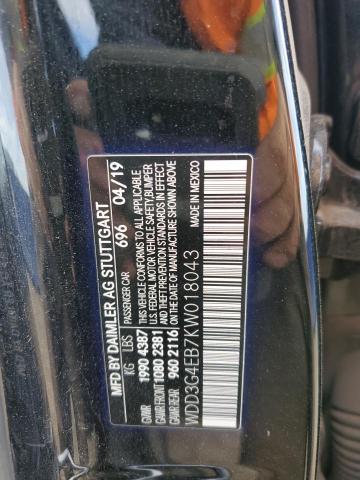 MFD BY DAIMLER AG STUTTGART
PASSENGER CAR 696 04/19
KG LBS
GVWR 1990 4387
GAWR FRONT 1080 2381
GAWR REAR 960 2116
THIS VEHICLE CONFORMS TO ALL APPLICABLE
U.S. FEDERAL MOTOR VEHICLE SAFETY, BUMPER
AND THEFT PREVENTION STANDARDS IN EFFECT
ON THE DATE OF MANUFACTURE SHOWN ABOVE
MADE IN MEXICO
WDD3G4EB7KW018043